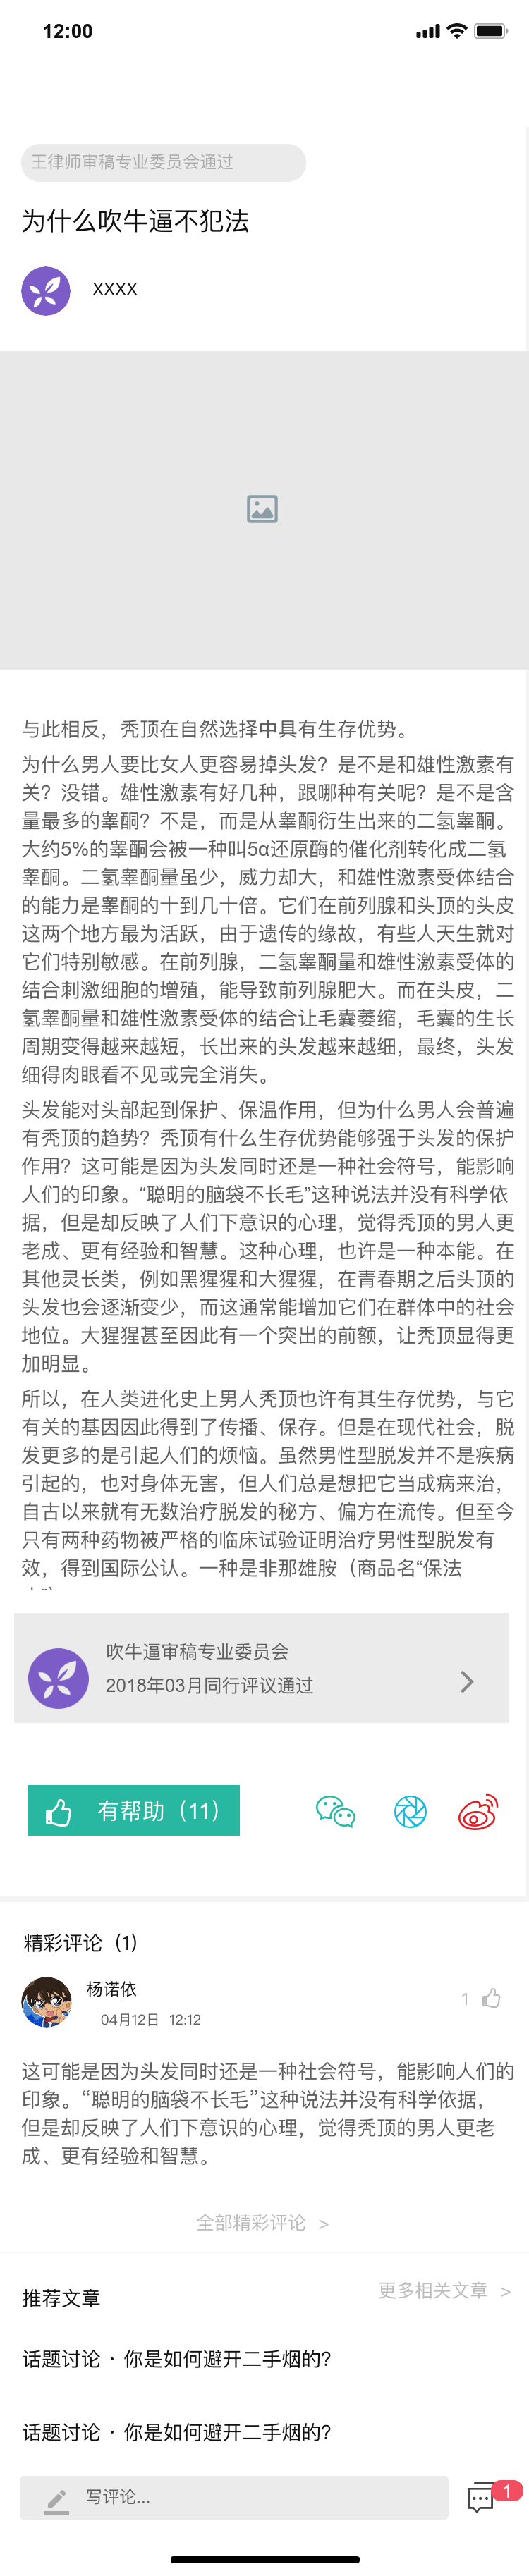 12:00
王律师审稿专业委员会通过
为什么吹牛逼不犯法
XXXX
与此相反，秃顶在自然选择中具有生存优势。
为什么男人要比女人更容易掉头发？是不是和雄性激素有
关？没错。雄性激素有好几种，跟哪种有关呢？是不是含
量最多的睾酮？不是，而是从睾酮衍生出来的二氢睾酮。
大约5%的睾酮会被一种叫5α还原酶的催化剂转化成二氢
睾酮。二氢睾酮量虽少，威力却大，和雄性激素受体结合
的能力是睾酮的十到几十倍。它们在前列腺和头顶的头皮
这两个地方最为活跃，由于遗传的缘故，有些人天生就对
它们特别敏感。在前列腺，二氢睾酮量和雄性激素受体的
结合刺激细胞的增殖，能导致前列腺肥大。而在头皮，二
氢睾酮量和雄性激素受体的结合让毛囊萎缩，毛囊的生长
周期变得越来越短，长出来的头发越来越细，最终，头发
细得肉眼看不见或完全消失。
头发能对头部起到保护、保温作用，但为什么男人会普遍
有秃顶的趋势？秃顶有什么生存优势能够强于头发的保护
作用？这可能是因为头发同时还是一种社会符号，能影响
人们的印象。“聪明的脑袋不长毛”这种说法并没有科学依
据，但是却反映了人们下意识的心理，觉得秃顶的男人更
老成、更有经验和智慧。这种心理，也许是一种本能。在
其他灵长类，例如黑猩猩和大猩猩，在青春期之后头顶的
头发也会逐渐变少，而这通常能增加它们在群体中的社会
地位。大猩猩甚至因此有一个突出的前额，让秃顶显得更
加明显。
所以，在人类进化史上男人秃顶也许有其生存优势，与它
有关的基因因此得到了传播、保存。但是在现代社会，脱
发更多的是引起人们的烦恼。虽然男性型脱发并不是疾病
引起的，也对身体无害，但人们总是想把它当成病来治，
自古以来就有无数治疗脱发的秘方、偏方在流传。但至今
只有两种药物被严格的临床试验证明治疗男性型脱发有
效，得到国际公认。一种是非那雄胺（商品名“保法
吹牛逼审稿专业委员会
2018年03月同行评议通过
有帮助（11）
精彩评论（1）
杨诺依
1
04月12日 12:12
这可能是因为头发同时还是一种社会符号，能影响人们的
印象。“聪明的脑袋不长毛”这种说法并没有科学依据，
但是却反映了人们下意识的心理，觉得秃顶的男人更老
成、更有经验和智慧。
全部精彩评论 >
推荐文章
更多相关文章 >
话题讨论 · 你是如何避开二手烟的?
话题讨论 · 你是如何避开二手烟的?
写评论...
1